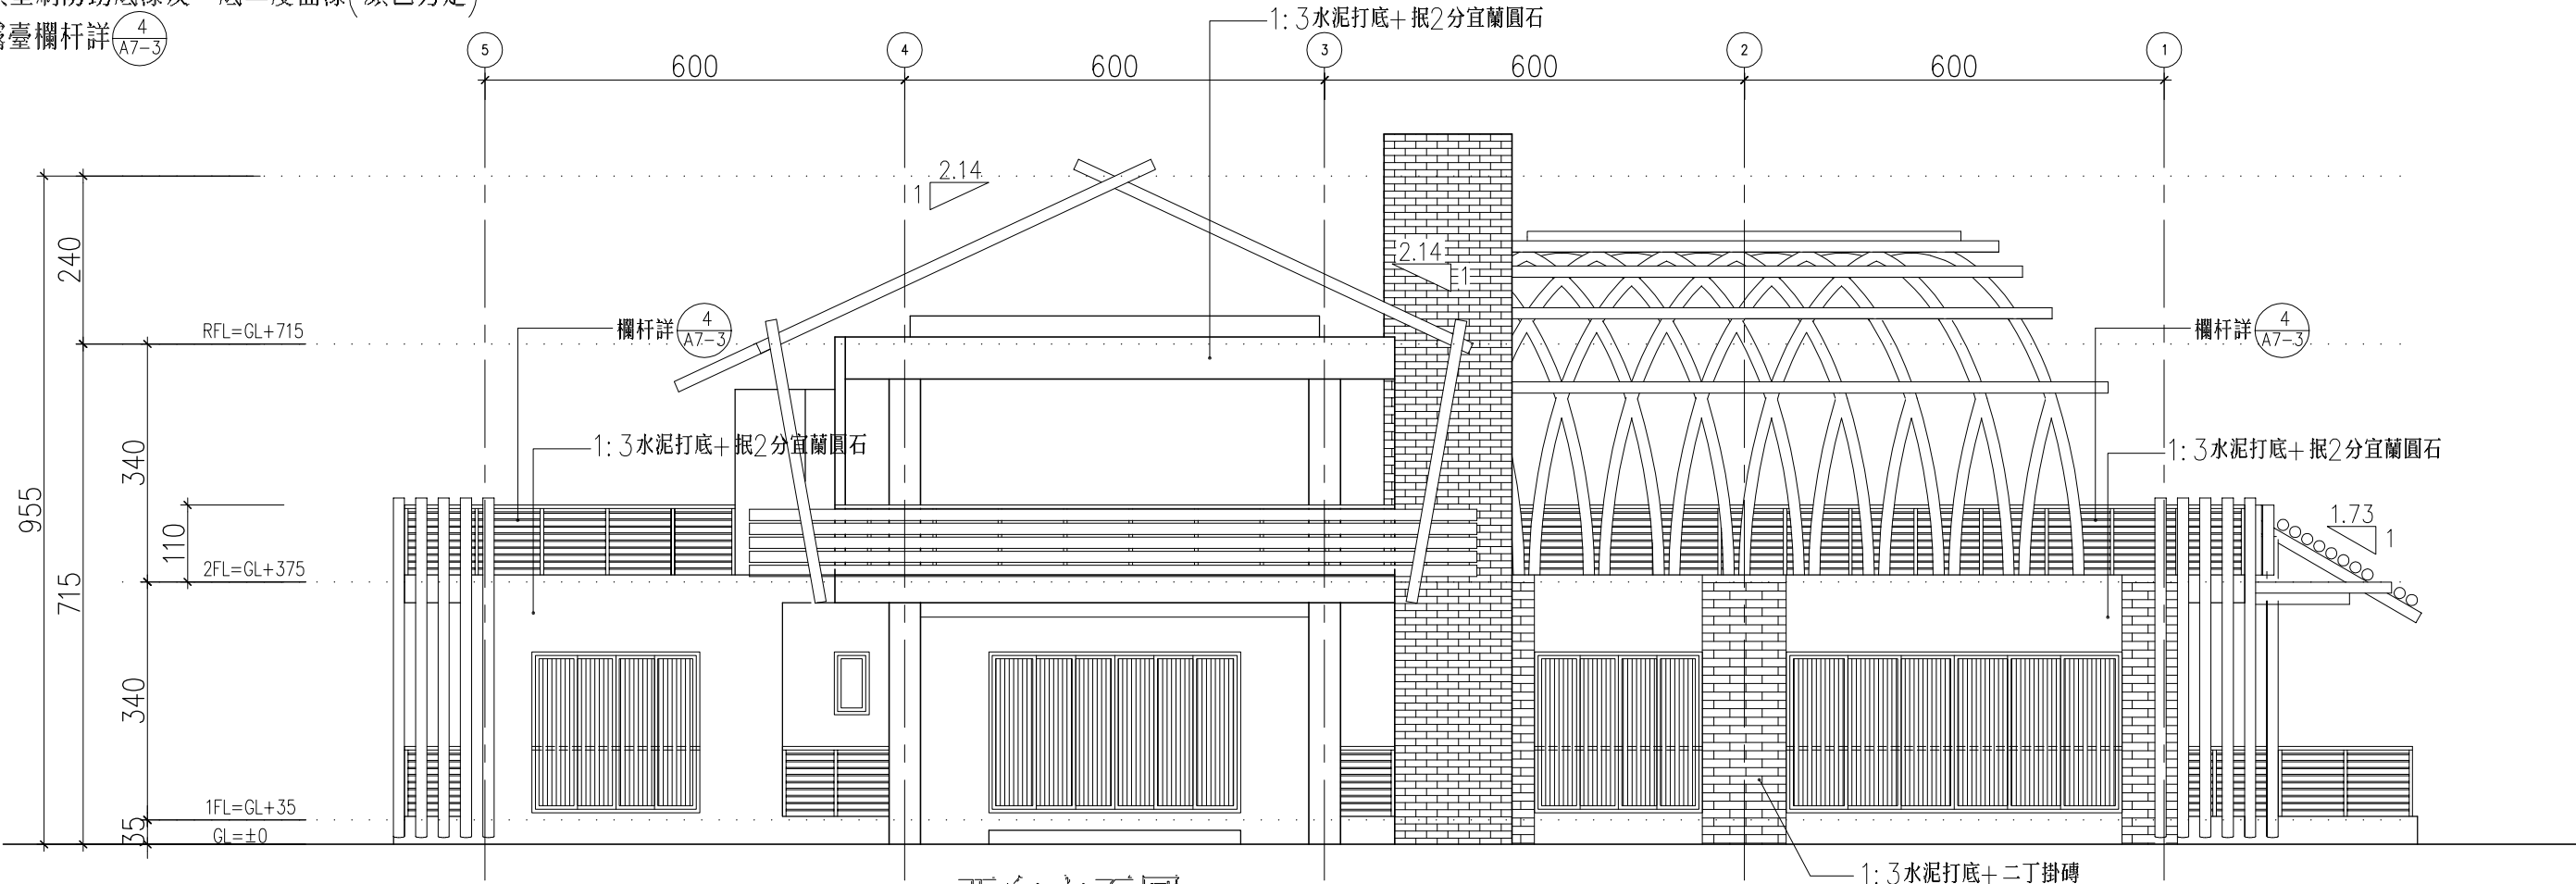 露臺欄杆詳 4 A7-3
1:3水泥打底+抿2分宜蘭圓石
5 4 3 2 1
600 600 600 600
2.14
1
2.14
1
240
RFL=GL+715
欄杆詳 4 A7-3
欄杆詳 4 A7-3
340
1:3水泥打底+抿2分宜蘭圓石
1:3水泥打底+抿2分宜蘭圓石
955
110
1.73
1
2FL=GL+375
715
340
1FL=GL+35
35
GL=±0
1:3水泥打底+二丁掛磚